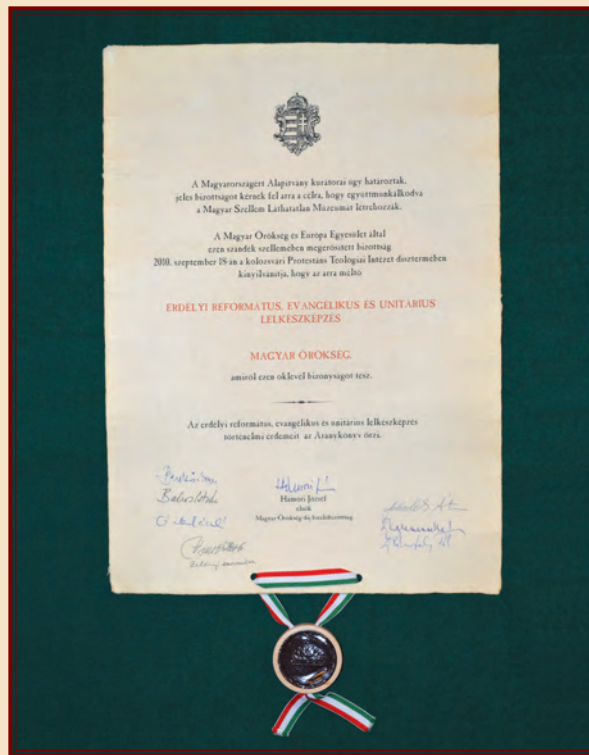 A Magyarországért Alapítvány kurátorai úgy határoztak,
jeles bizottságot kérnek fel arra a célra, hogy együttmunkálkodva
a Magyar Szellem Láthatatlan Múzeumát létrehozzák.
A Magyar Örökség és Európa Egyesület által
ezen szándék szellemében megerősített bizottság
2010. szeptember 18-án a kolozsvári Protestáns Teológiai Intézet dísztermében
kinyilvánítja, hogy az arra méltó
ERDÉLYI REFORMÁTUS, EVANGÉLIKUS ÉS UNITÁRIUS
LELKÉSZKÉPZÉS
MAGYAR ÖRÖKSÉG,
amiről ezen oklevél bizonyságot tesz.
Az erdélyi református, evangélikus és unitárius lelkészképzés
történelmi érdemeit az Aranykönyv őrzi.
Hámori József
elnök
Magyar Örökség-díj bírálóbizottság